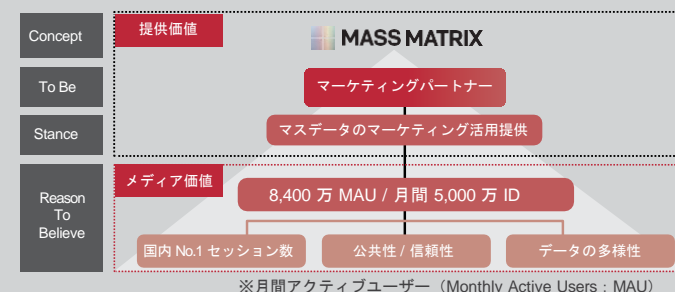 Concept
提供価値
MASS MATRIX
To Be
マーケティングパートナー
Stance
マスデータのマーケティング活用提供
メディア価値
Reason
To
Believe
8,400 万 MAU / 月間 5,000 万 ID
国内 No.1 セッション数
公共性 / 信頼性
データの多様性
※月間アクティブユーザー（Monthly Active Users : MAU）